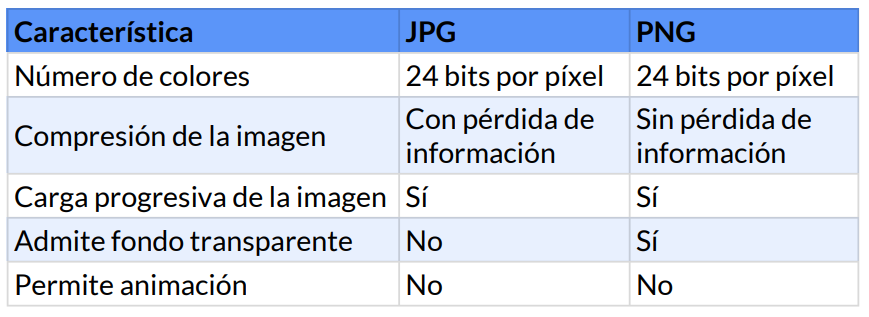 Característica JPG PNG
Número de colores 24 bits por píxel 24 bits por píxel
Compresión de la imagen Con pérdida de información Sin pérdida de información
Carga progresiva de la imagen Sí Sí
Admite fondo transparente No Sí
Permite animación No No